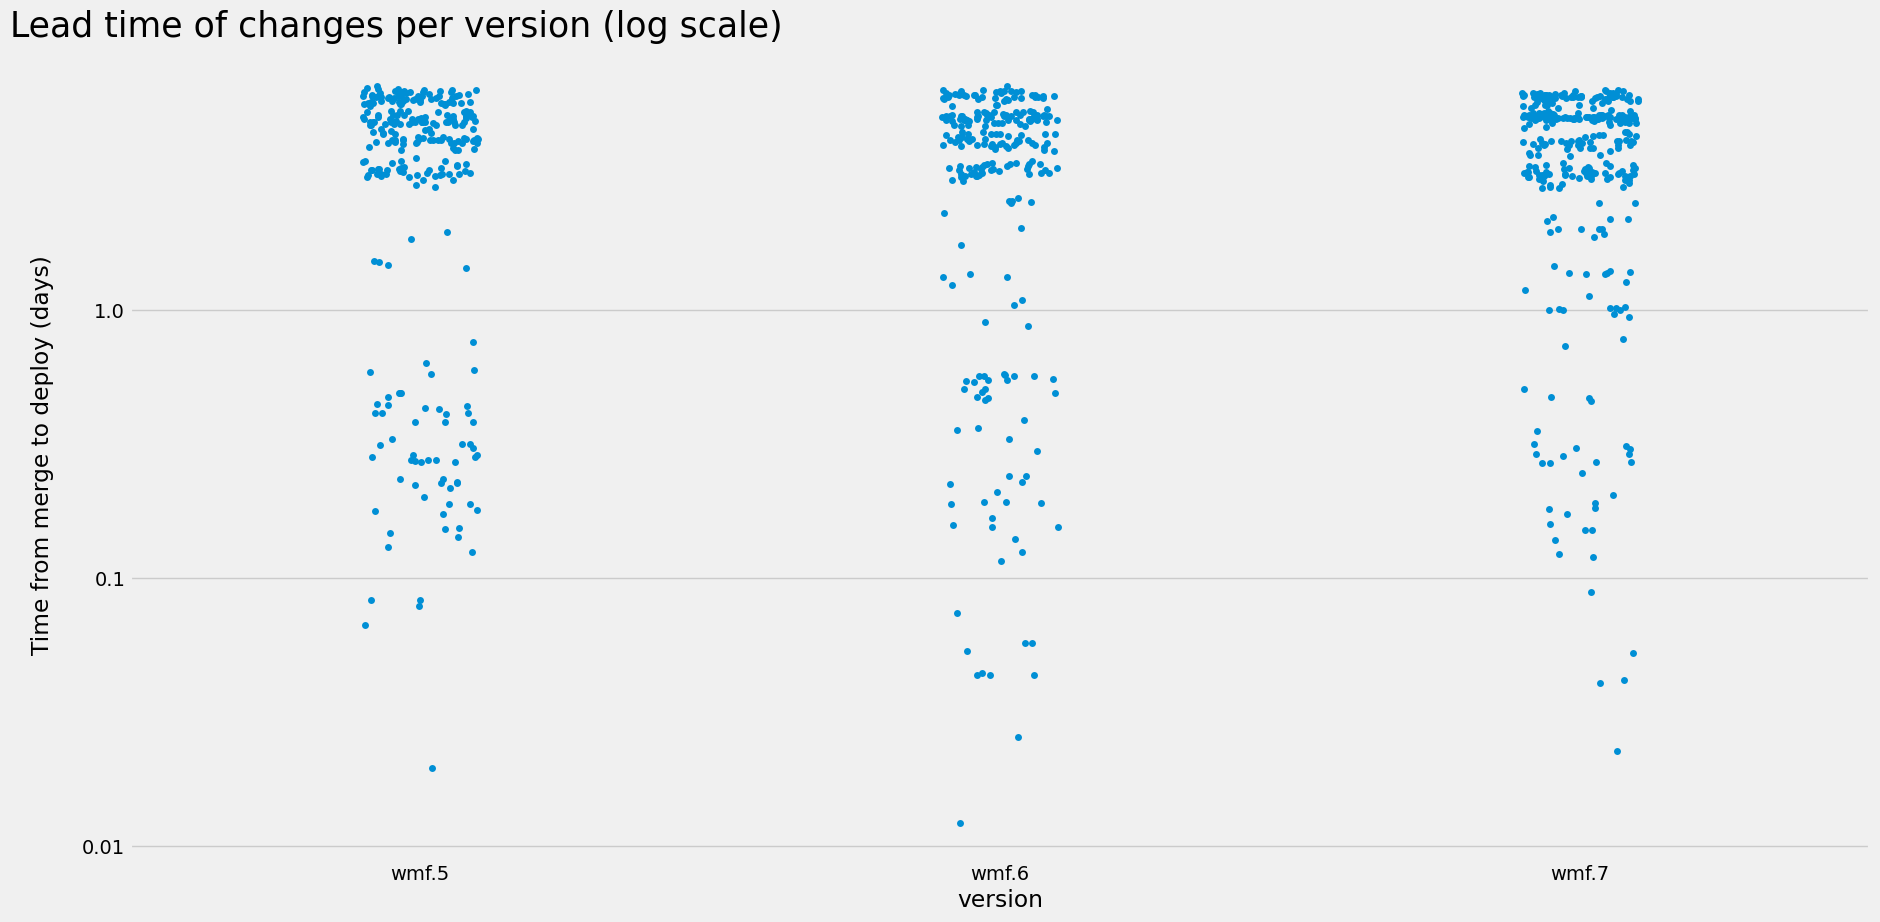 Lead time of changes per version (log scale)
Time from merge to deploy (days)
1.0
0.1
0.01
wmf.5
wmf.6
wmf.7
version